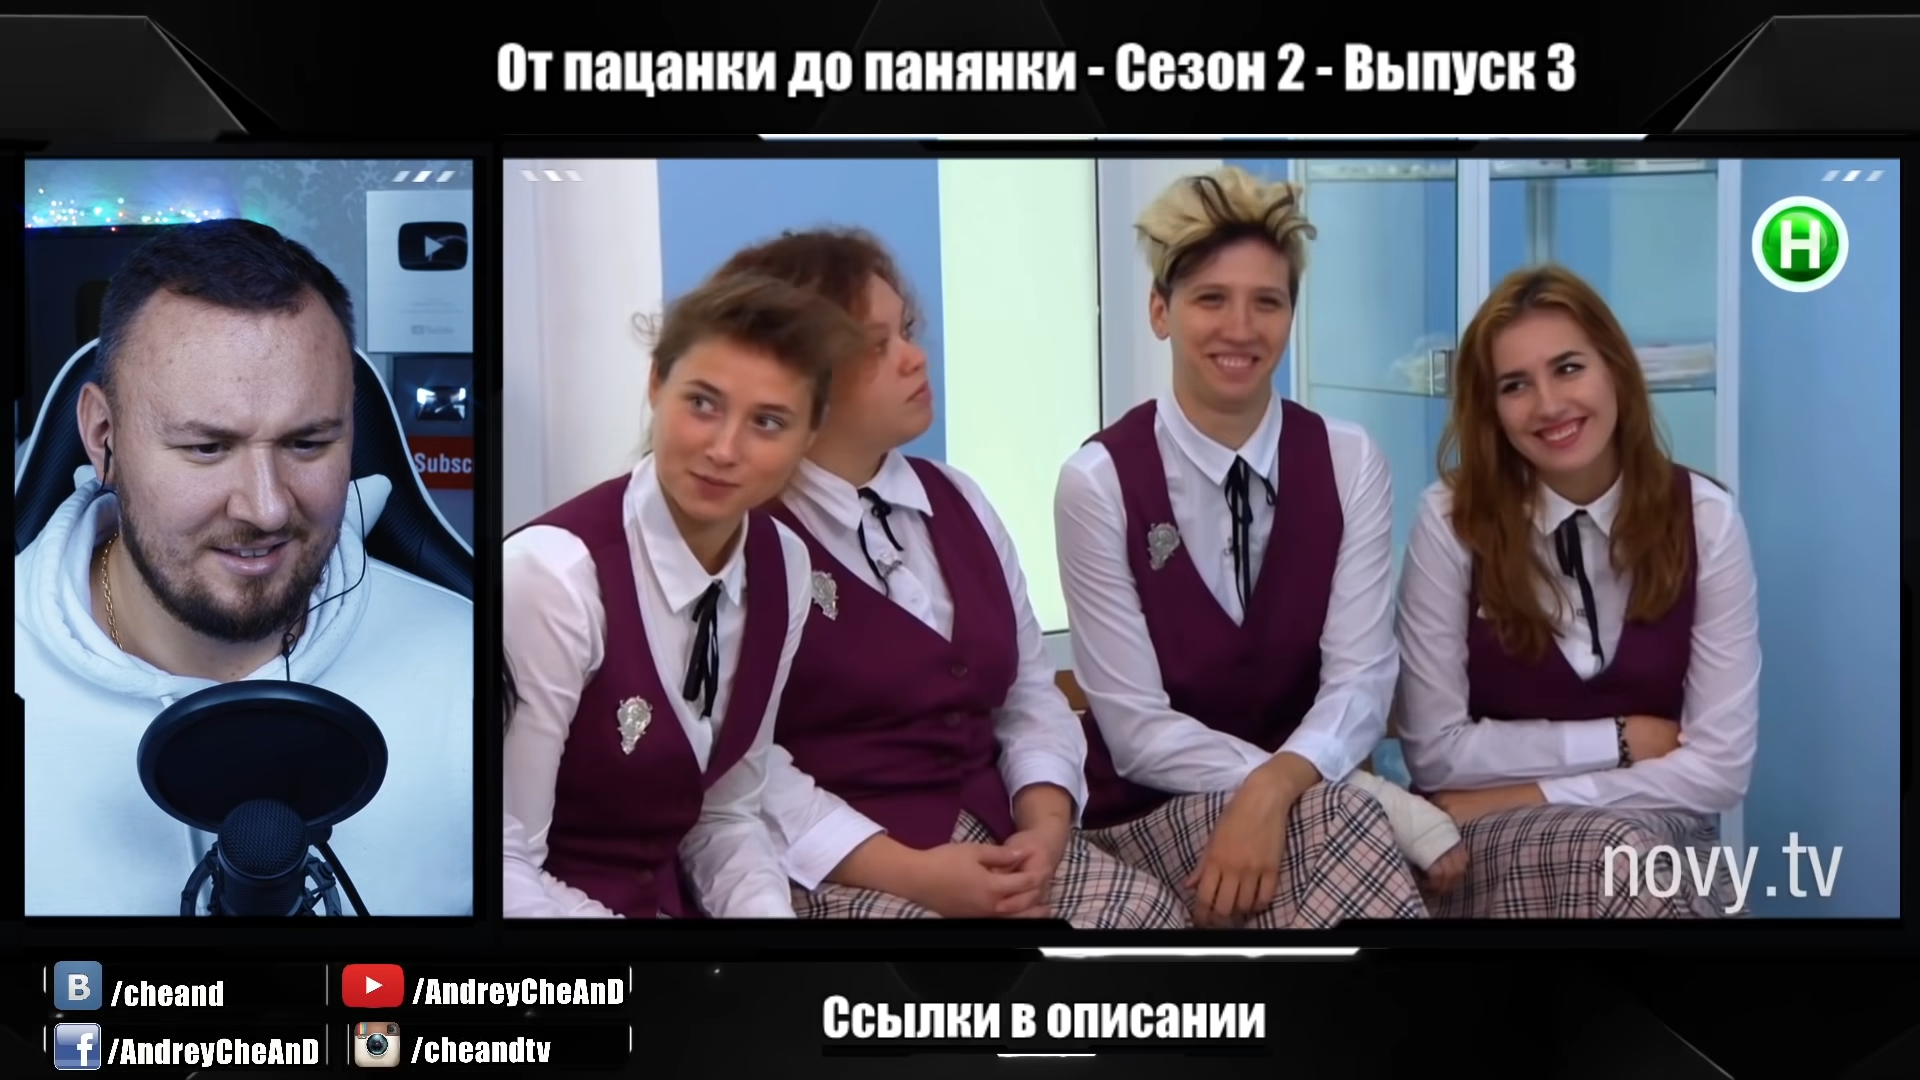 От пацанки до панянки - Сезон 2 - Выпуск 3
Н
Subsc
novy.tv
B /cheand
/AndreyCheAnD
f /AndreyCheAnD
/cheandtv
Ссылки в описании